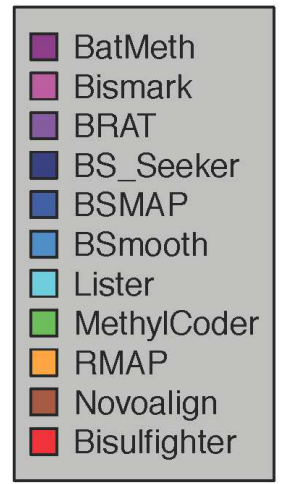 BatMeth
Bismark
BRAT
BS_Seeker
BSMAP
BSmooth
Lister
MethylCoder
RMAP
Novoalign
Bisulfighter